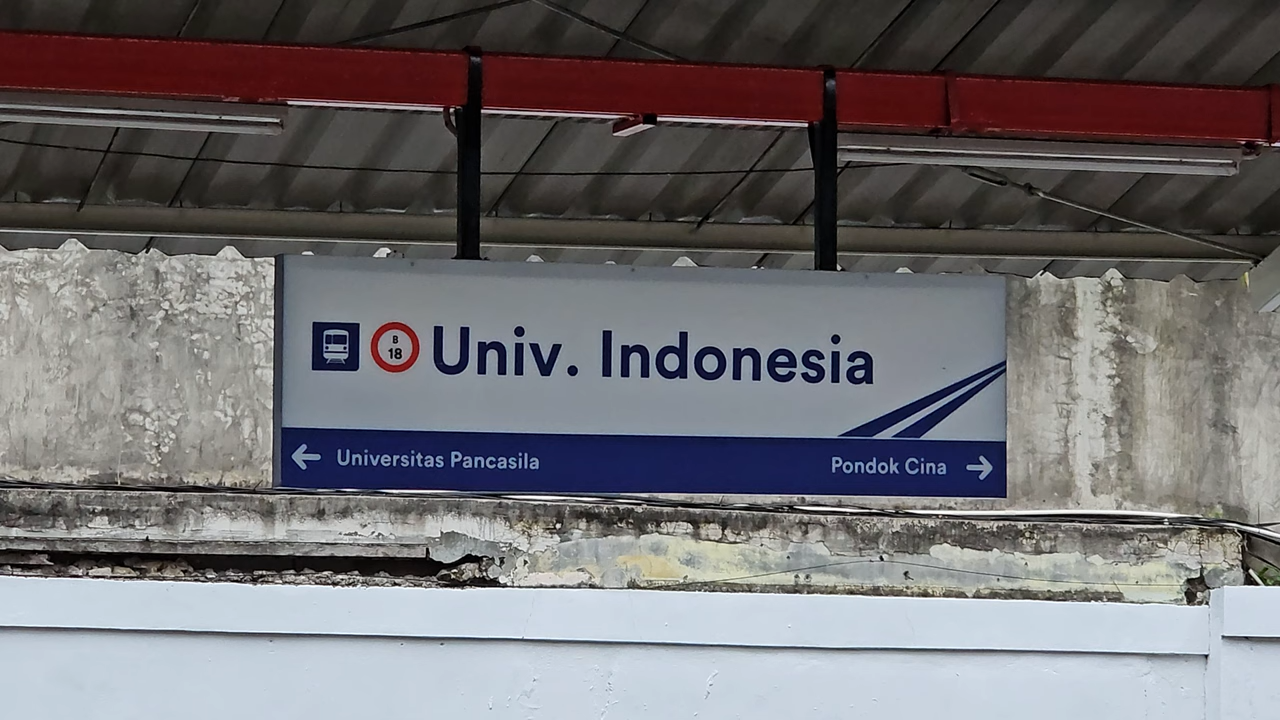 B
18
Univ. Indonesia
← Universitas Pancasila
Pondok Cina →